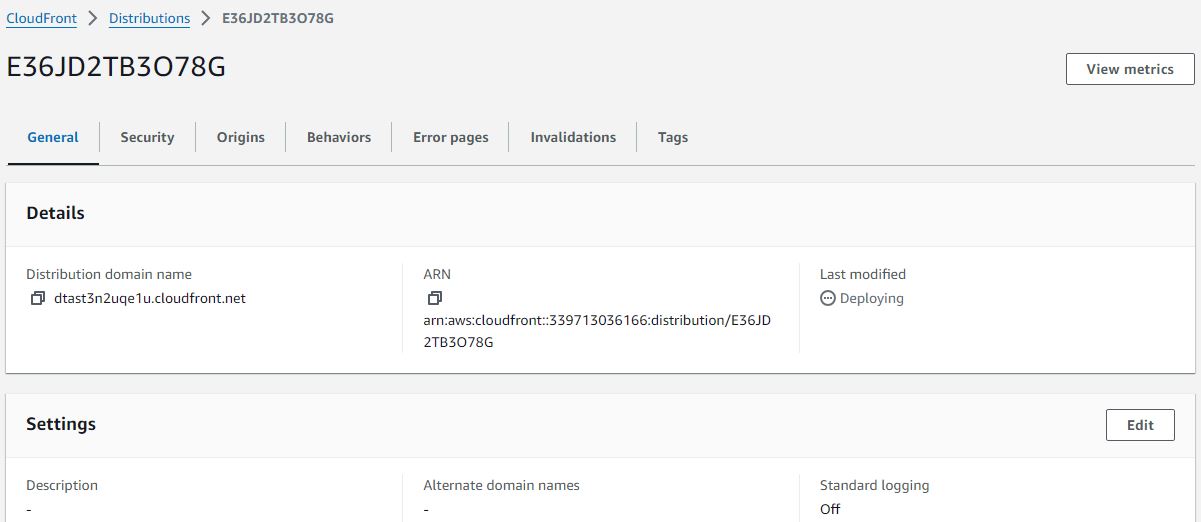 CloudFront > Distributions > E36JD2TB3O78G
E36JD2TB3O78G
View metrics
General
Security
Origins
Behaviors
Error pages
Invalidations
Tags
Details
Distribution domain name
dtast3n2uqe1u.cloudfront.net
ARN
arn:aws:cloudfront::339713036166:distribution/E36JD
2TB3O78G
Last modified
Deploying
Settings
Edit
Description
-
Alternate domain names
-
Standard logging
Off